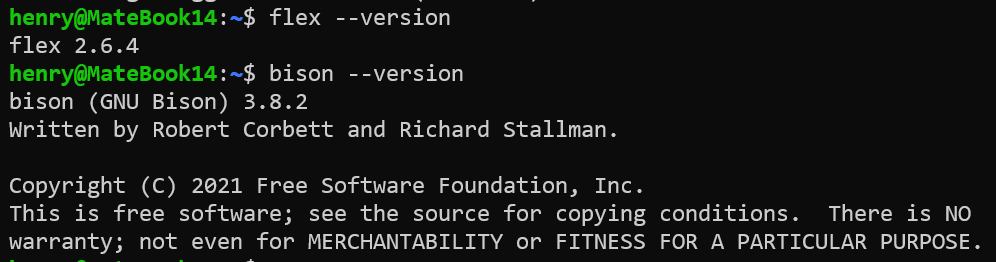 henry@MateBook14:~$ flex --version
flex 2.6.4
henry@MateBook14:~$ bison --version
bison (GNU Bison) 3.8.2
Written by Robert Corbett and Richard Stallman.
Copyright (C) 2021 Free Software Foundation, Inc.
This is free software; see the source for copying conditions.  There is NO
warranty; not even for MERCHANTABILITY or FITNESS FOR A PARTICULAR PURPOSE.